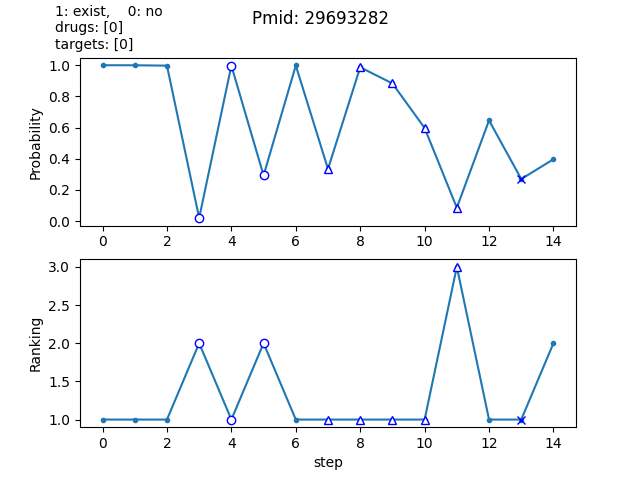 1: exist,    0: no
drugs: [0]
targets: [0]
Pmid: 29693282
1.0
0.8
0.6
0.4
0.2
0.0
Probability
0 2 4 6 8 10 12 14
3.0
2.5
2.0
1.5
1.0
Ranking
0 2 4 6 8 10 12 14
step